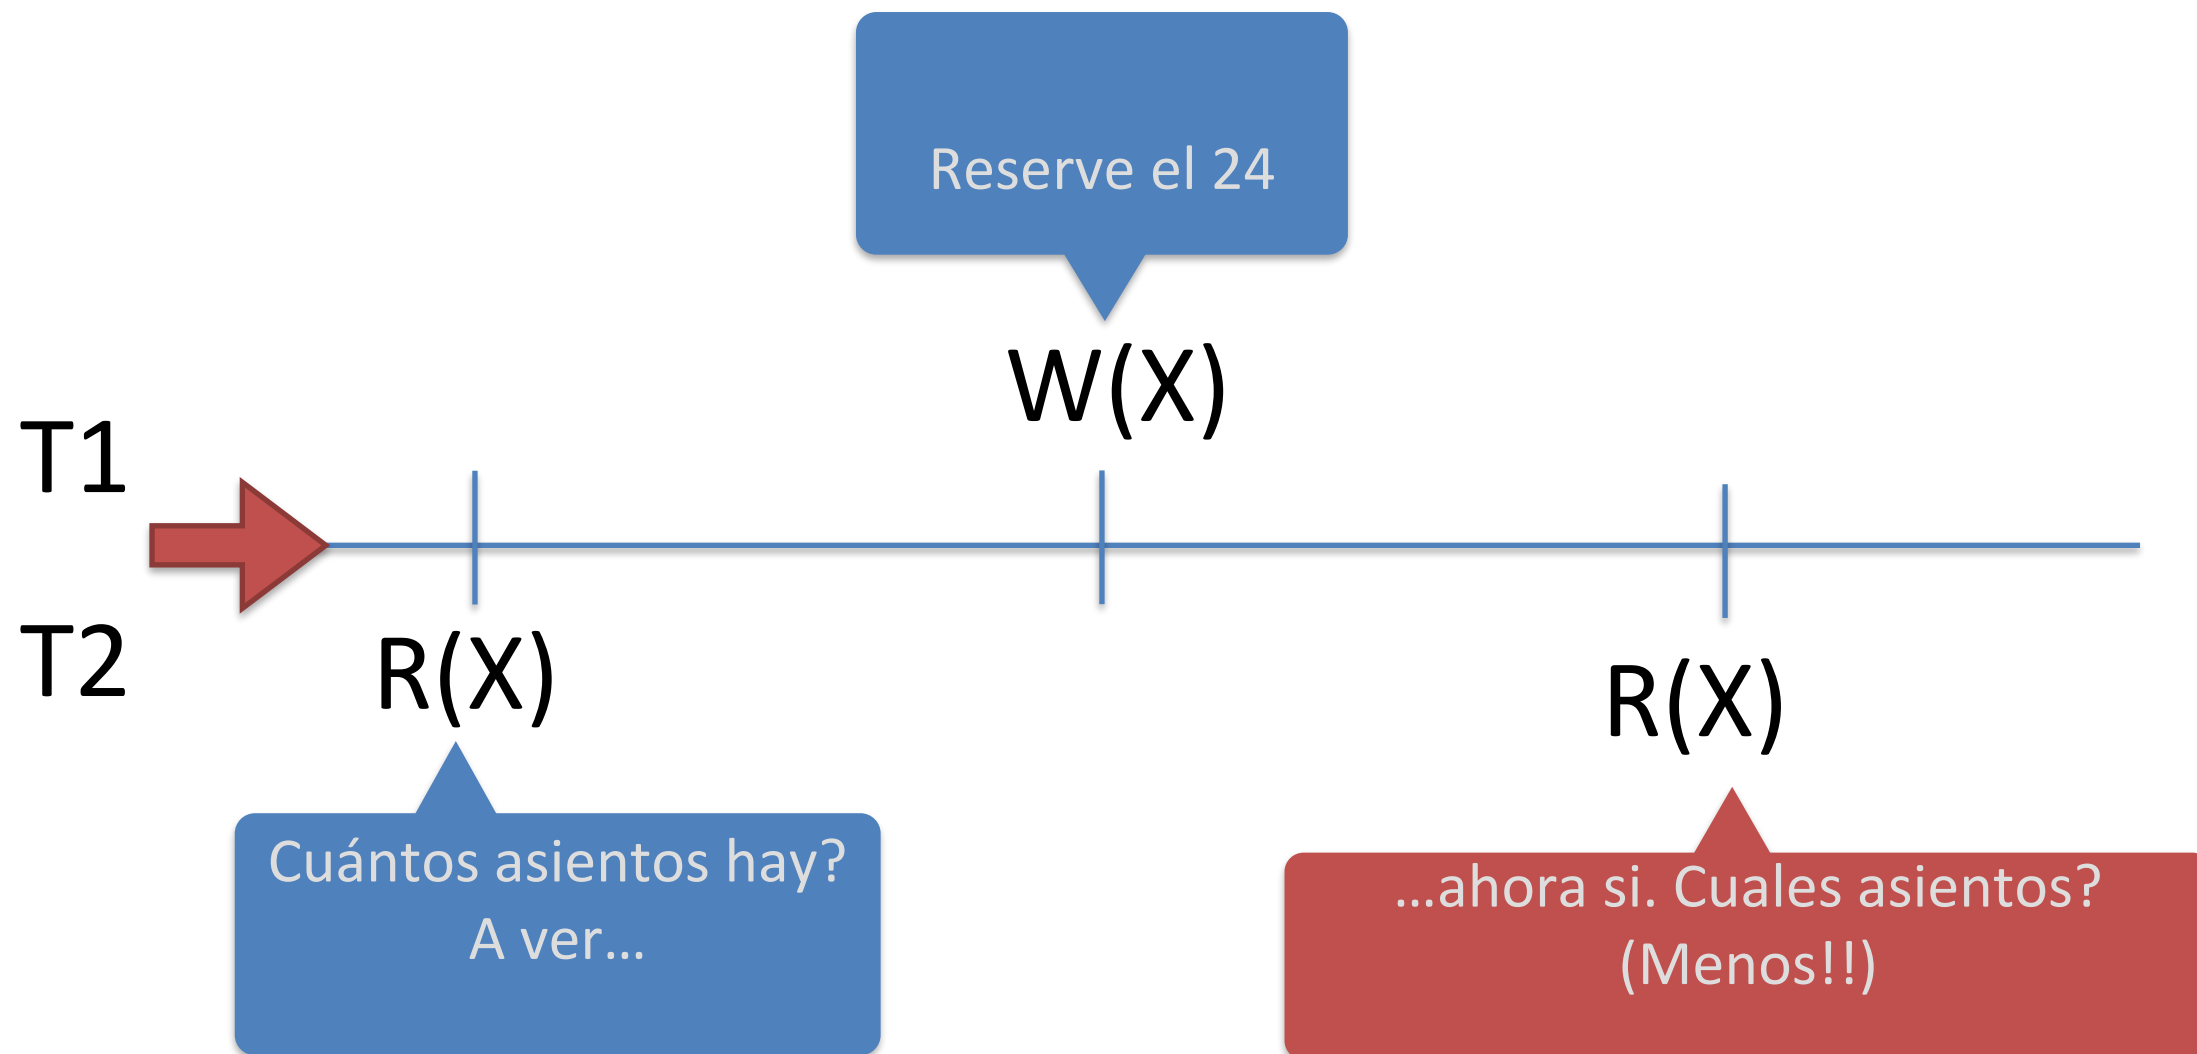 Reserve el 24
W(X)
T1
T2
R(X)
R(X)
Cuántos asientos hay?
A ver...
...ahora si. Cuales asientos?
(Menos!!)